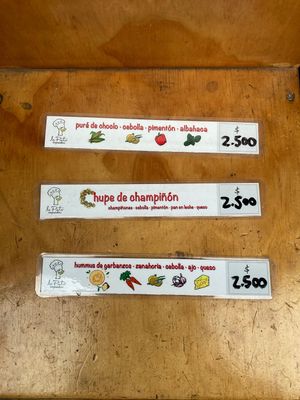 puré de choclo - cebolla - pimentón - albahaca
$
2.500
Chupe de champiñón
champiñones - cebolla - pimentón - pan en leche - queso
$
2.500
hummus de garbanzos - zanahoria - cebolla - ajo - queso
$
2.500